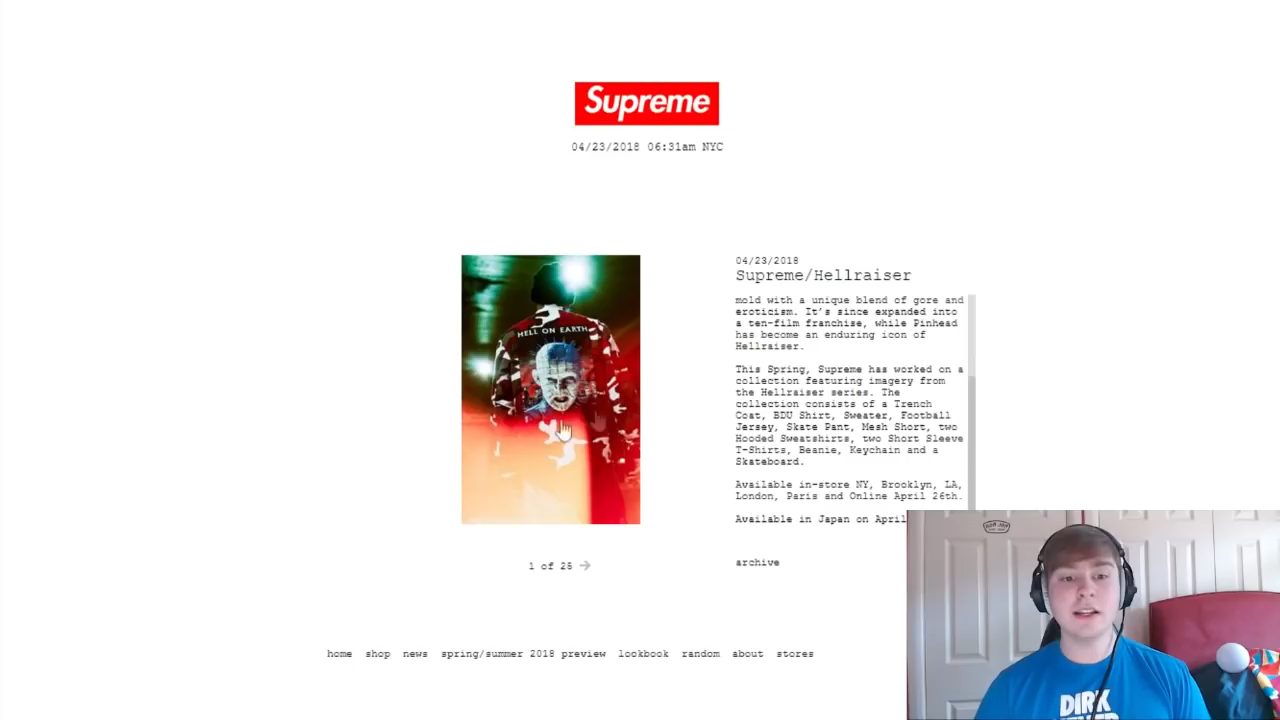 Supreme
04/23/2018 06:31am NYC
04/23/2018
Supreme/Hellraiser
mold with a unique blend of gore and
eroticism. It's since expanded into
a ten-film franchise, while Pinhead
has become an enduring icon of
Hellraiser.
This Spring, Supreme has worked on a
collection featuring imagery from
the Hellraiser series. The
collection consists of a Trench
Coat, BDU Shirt, Sweater, Football
Jersey, Skate Pant, Mesh Short, two
Hooded Sweatshirts, two Short Sleeve
T-Shirts, Beanie, Keychain and a
Skateboard.
Available in-store NY, Brooklyn, LA,
London, Paris and Online April 26th.
Available in Japan on April
HELL ON EARTH
1 of 25
archive
home shop news spring/summer 2018 preview lookbook random about stores
DIRK